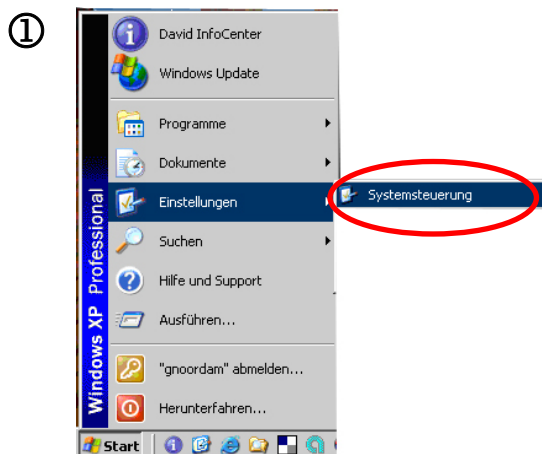 ①
David InfoCenter
Windows Update
Programme
Dokumente
Einstellungen
Systemsteuerung
Suchen
Hilfe und Support
Ausführen...
"gnoordam" abmelden...
Herunterfahren...
Windows XP Professional
Start